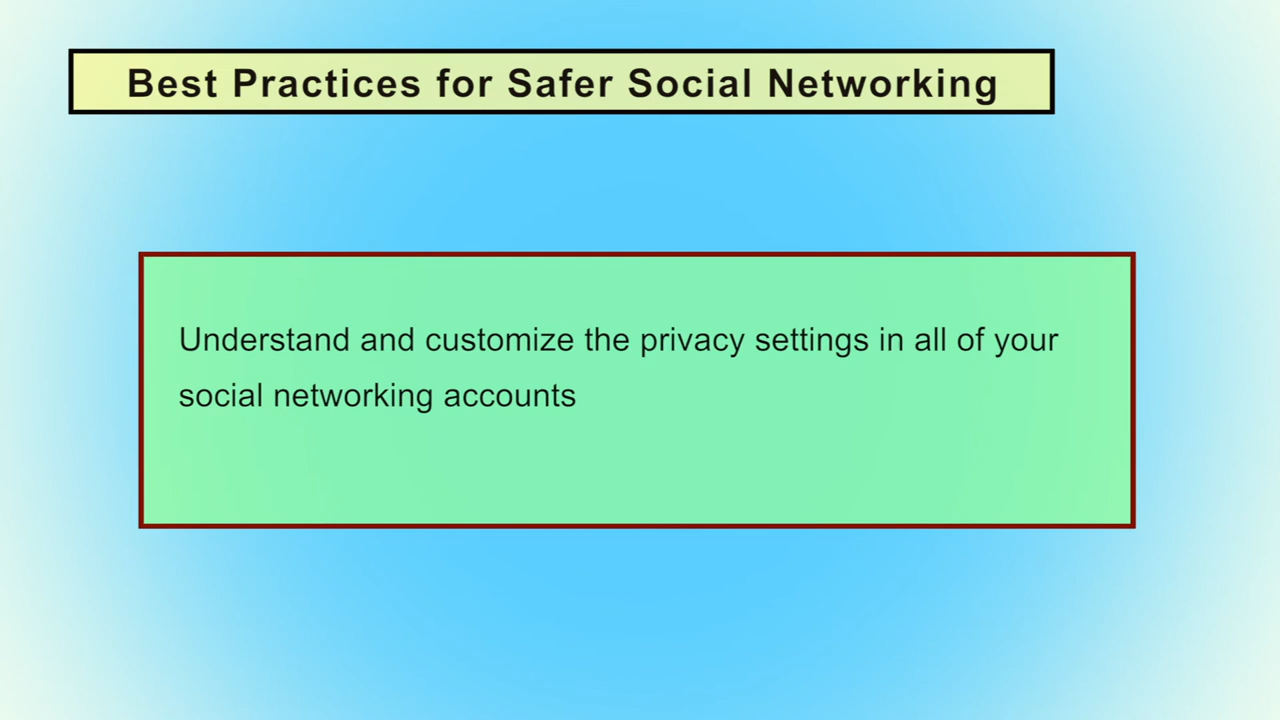 Best Practices for Safer Social Networking
Understand and customize the privacy settings in all of your
social networking accounts